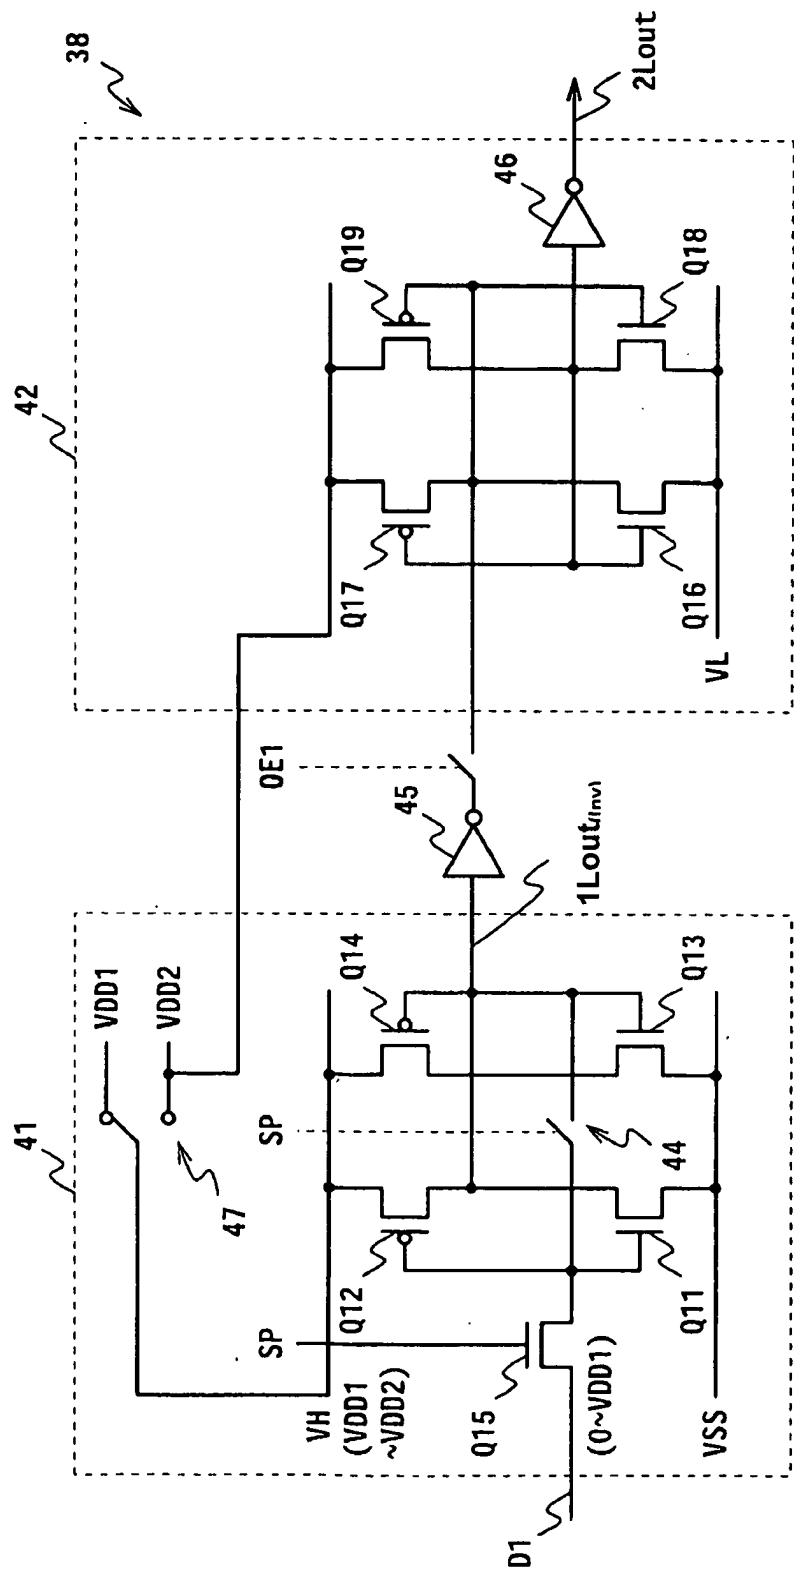 38
41
42
VDD1
VDD2
47
SP
SP
VH
(VDD1
~VDD2)
Q12
Q14
Q15
(0~VDD1)
44
Q11
Q13
VSS
D1
OE1
45
1Lout(Inv)
Q17
Q19
46
2Lout
Q16
Q18
VL